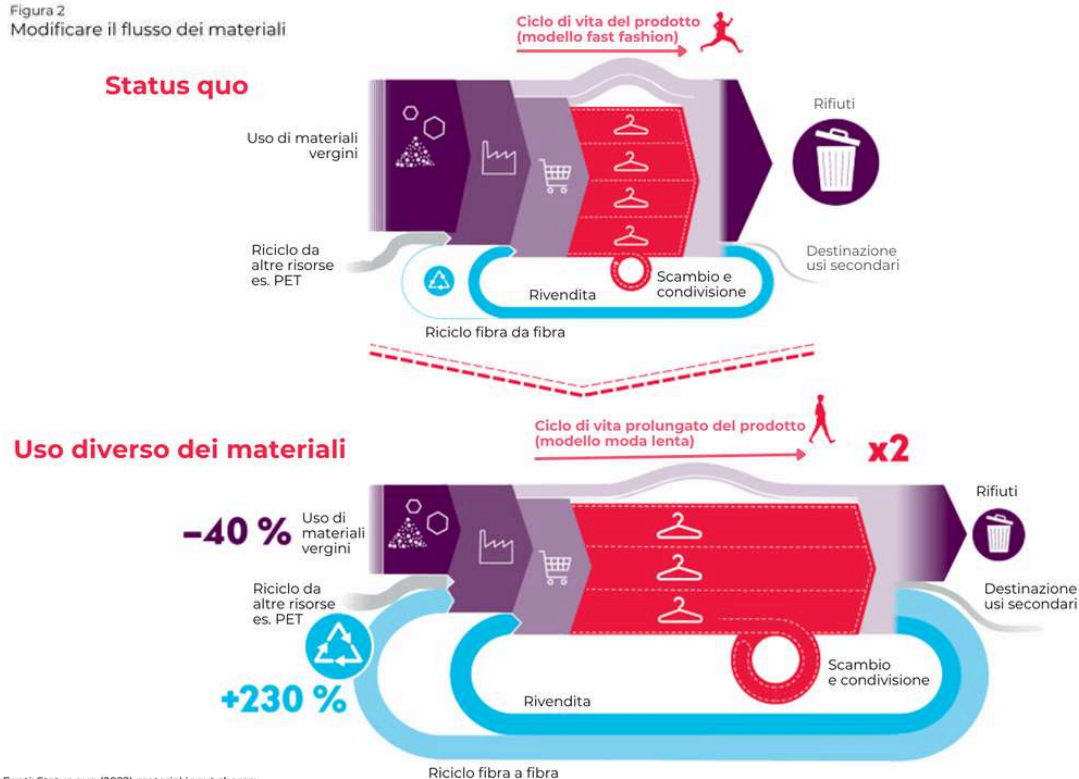 Figura 2
Modificare il flusso dei materiali
Ciclo di vita del prodotto
(modello fast fashion)
Status quo
Rifiuti
Uso di materiali
vergini
Riciclo da
altre risorse
es. PET
Destinazione
usi secondari
Scambio e
condivisione
Rivendita
Riciclo fibra da fibra
Ciclo di vita prolungato del prodotto
(modello moda lenta)
x2
Uso diverso dei materiali
Rifiuti
–40 %
Uso di
materiali
vergini
Riciclo da
altre risorse
es. PET
Destinazione
usi secondari
Scambio
e condivisione
+230 %
Rivendita
Riciclo fibra a fibra